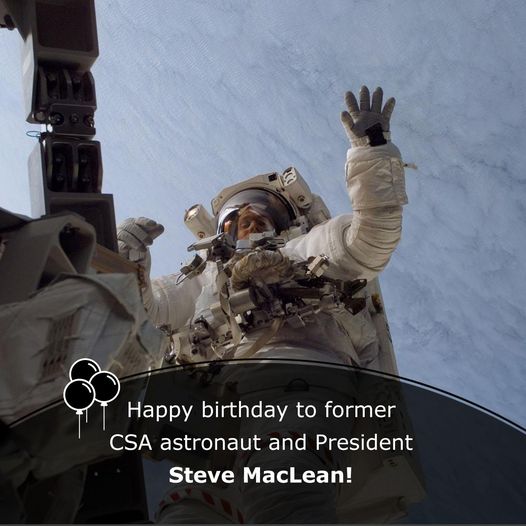 Happy birthday to former
CSA astronaut and President
Steve MacLean!